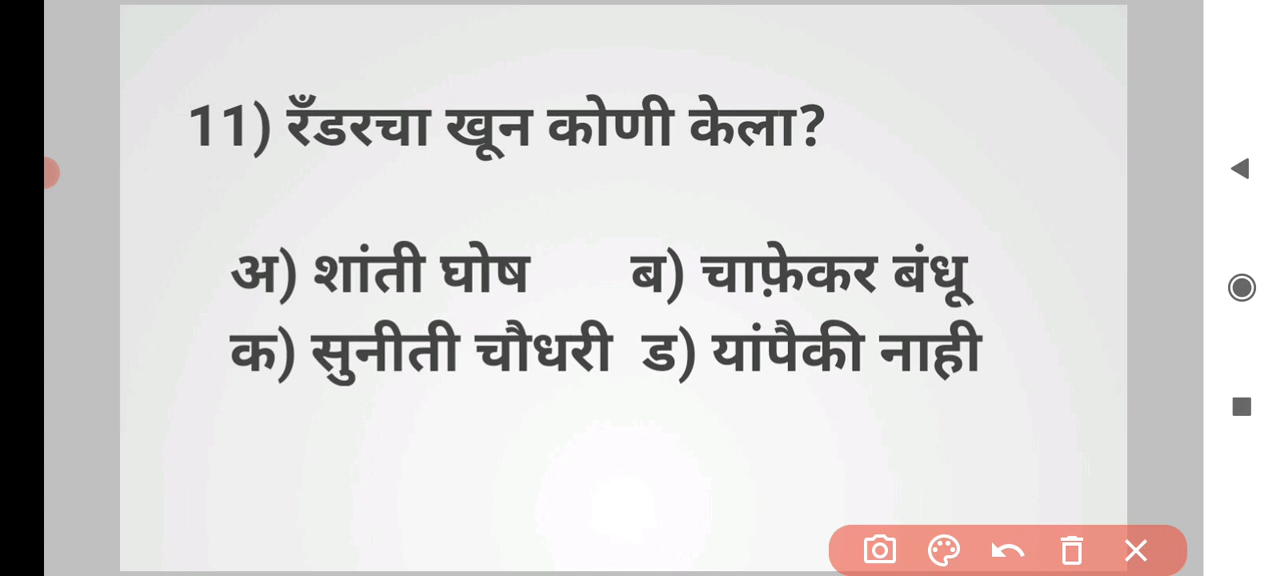 11) रँडरचा खून कोणी केला?
अ) शांती घोष ब) चाफ़ेकर बंधू
क) सुनीती चौधरी ड) यांपैकी नाही